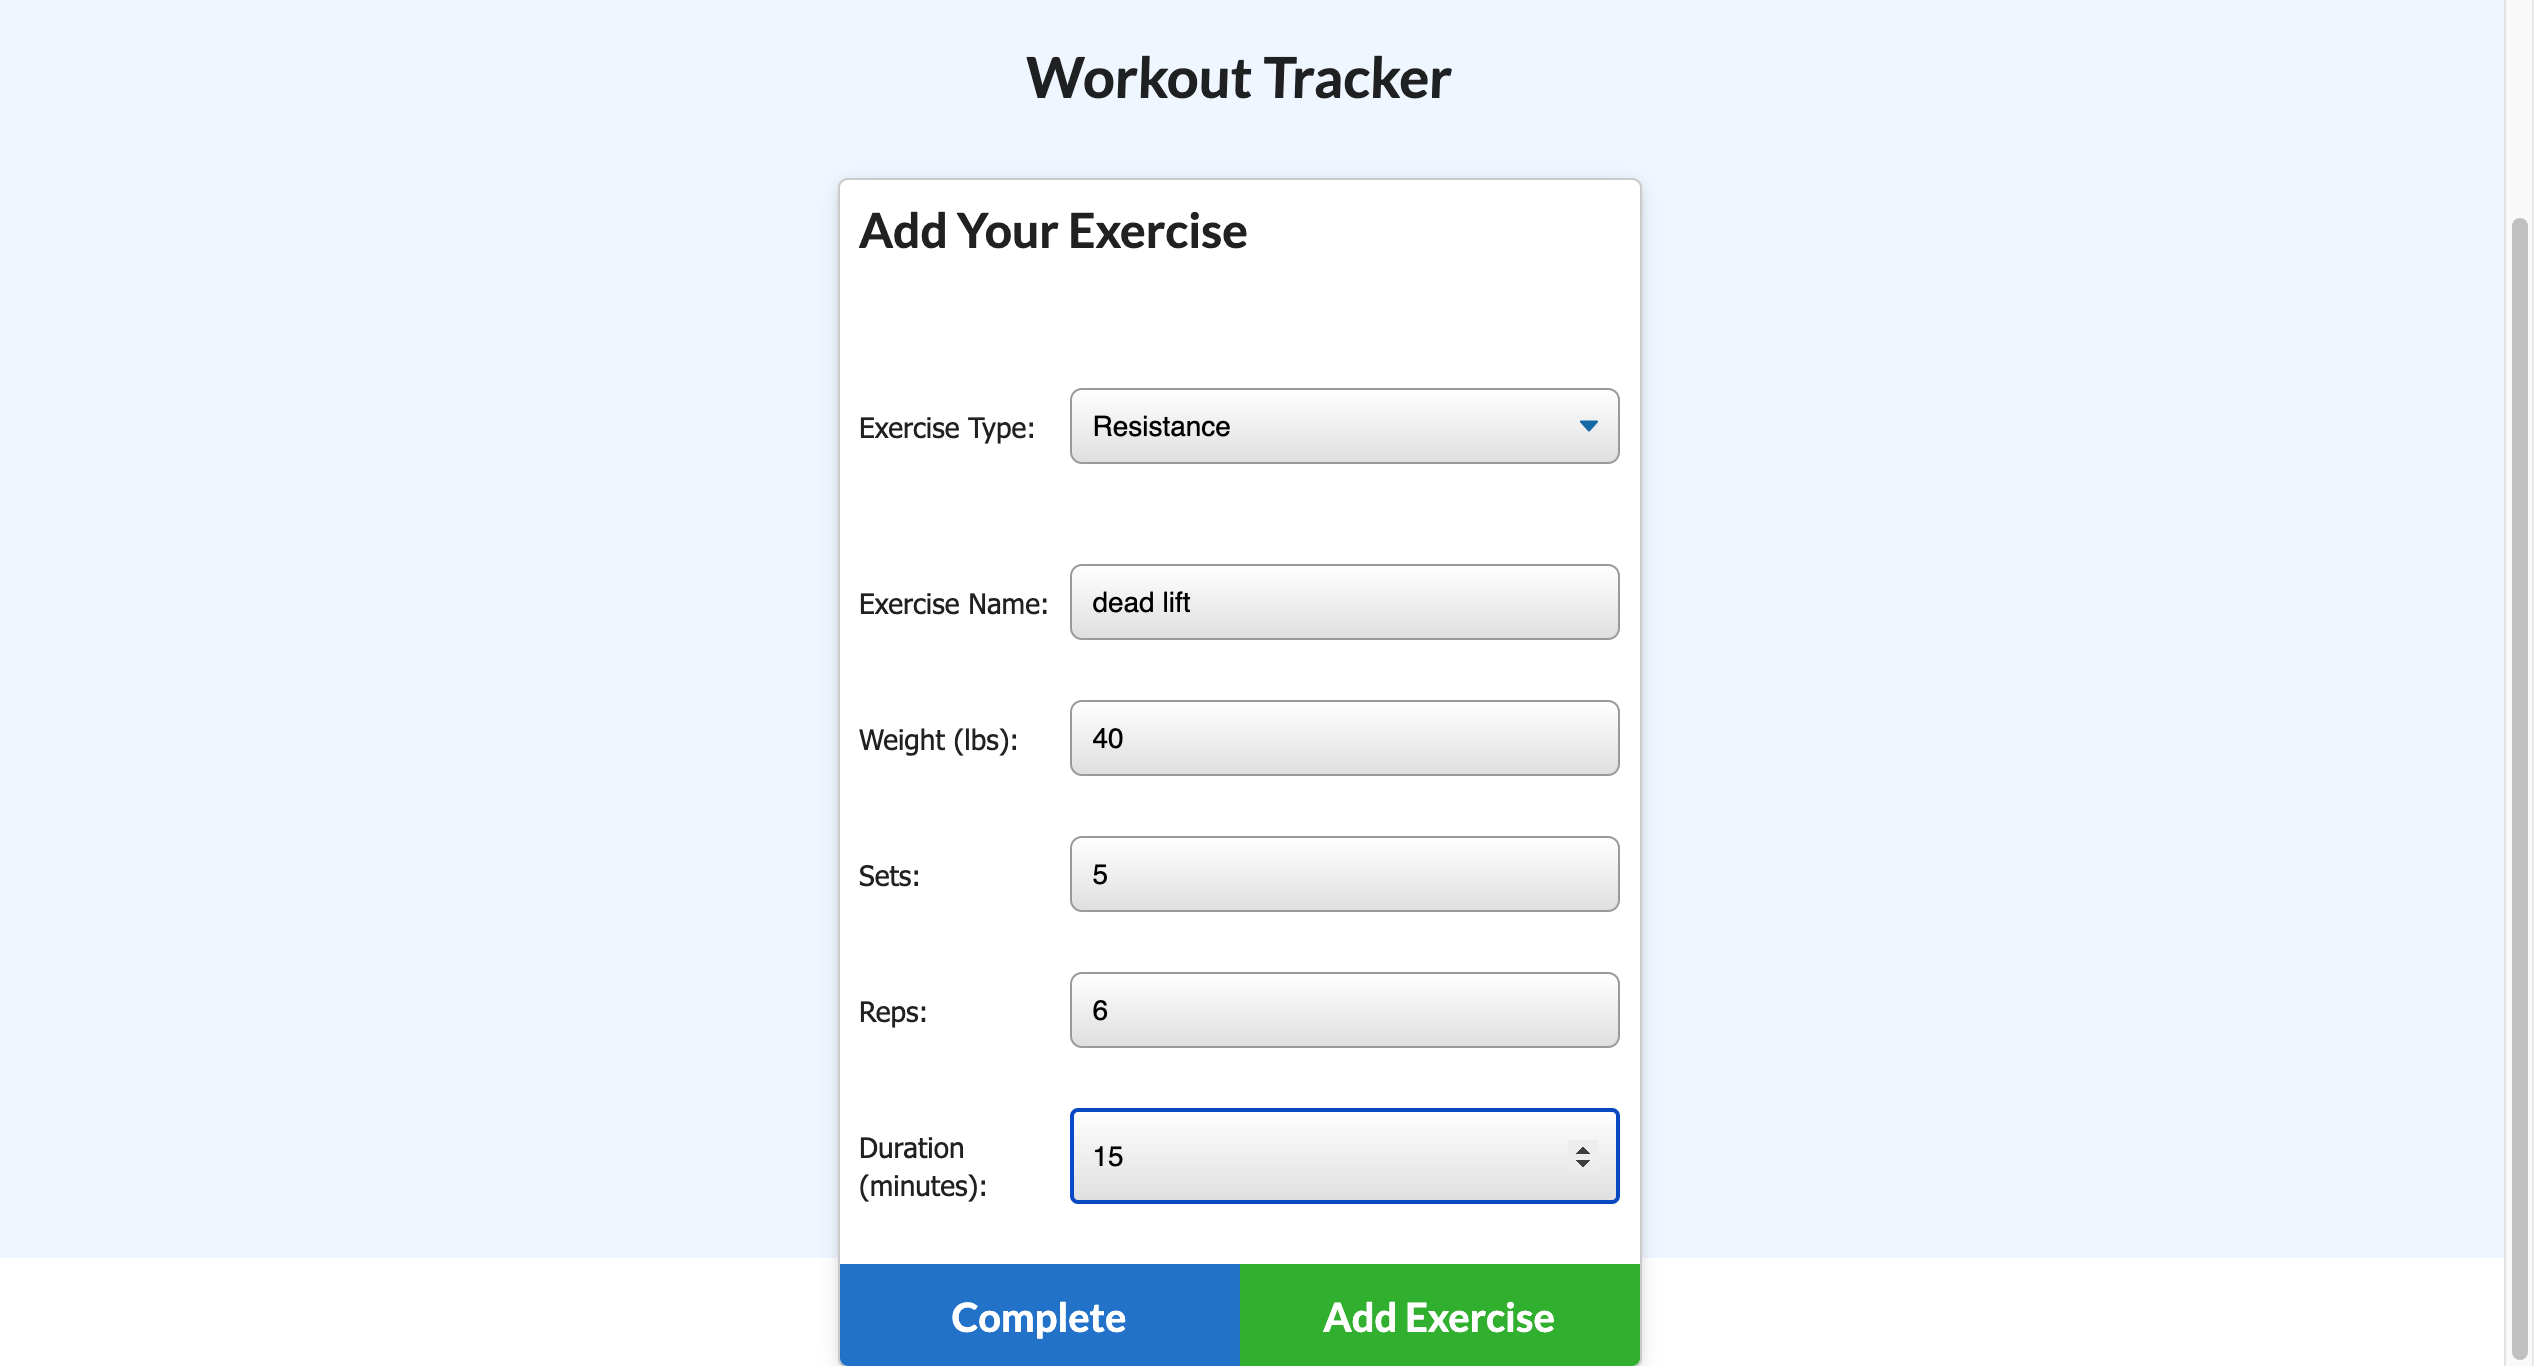 Workout Tracker
Add Your Exercise
Exercise Type: Resistance
Exercise Name: dead lift
Weight (lbs): 40
Sets: 5
Reps: 6
Duration
(minutes): 15
Complete Add Exercise